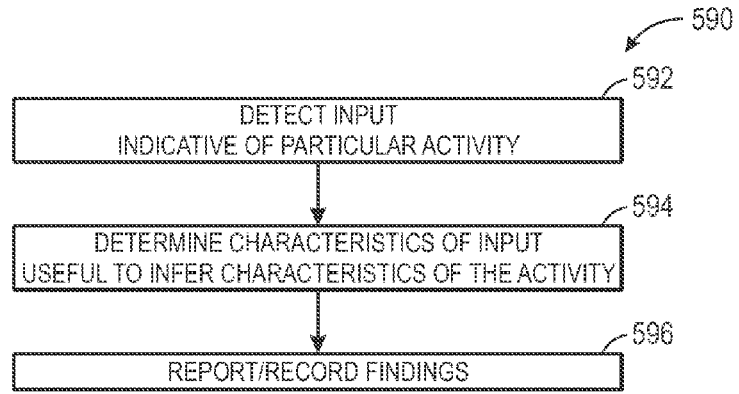 590
592
DETECT INPUT
INDICATIVE OF PARTICULAR ACTIVITY
594
DETERMINE CHARACTERISTICS OF INPUT
USEFUL TO INFER CHARACTERISTICS OF THE ACTIVITY
596
REPORT/RECORD FINDINGS